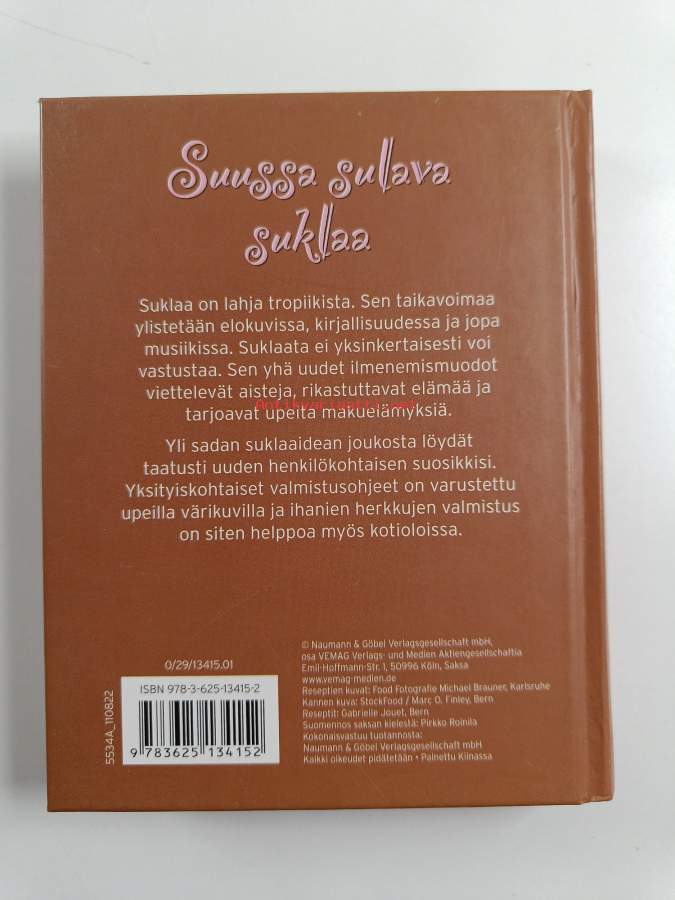 Suussa sulava
suklaa
Suklaa on lahja tropiikista. Sen taikavoimaa
ylistetään elokuvissa, kirjallisuudessa ja jopa
musiikissa. Suklaata ei yksinkertaisesti voi
vastustaa. Sen yhä uudet ilmenemismuodot
viettelevät aisteja, rikastuttavat elämää ja
tarjoavat upeita makuelämyksiä.
Antikvariaatti.net
Yli sadan suklaaidean joukosta löydät
taatusti uuden henkilökohtaisen suosikkisi.
Yksityiskohtaiset valmistusohjeet on varustettu
upeilla värikuvilla ja ihanien herkkujen valmistus
on siten helppoa myös kotioloissa.
0/29/13415.01
ISBN 978-3-625-13415-2
9 783625 134152
5534A_110822
© Naumann & Göbel Verlagsgesellschaft mbH,
osa VEMAG Verlags- und Medien Aktiengesellschaftia
Emil-Hoffmann-Str. 1, 50996 Köln, Saksa
www.vemag-medien.de
Reseptien kuvat: Food Fotografie Michael Brauner, Karlsruhe
Kannen kuva: StockFood / Marc O. Finley, Bern
Reseptit: Gabrielle Jouet, Bern
Suomennos saksan kielestä: Pirkko Roinila
Kokonaisvastuu tuotannosta:
Naumann & Göbel Verlagsgesellschaft mbH
Kaikki oikeudet pidätetään • Painettu Kiinassa